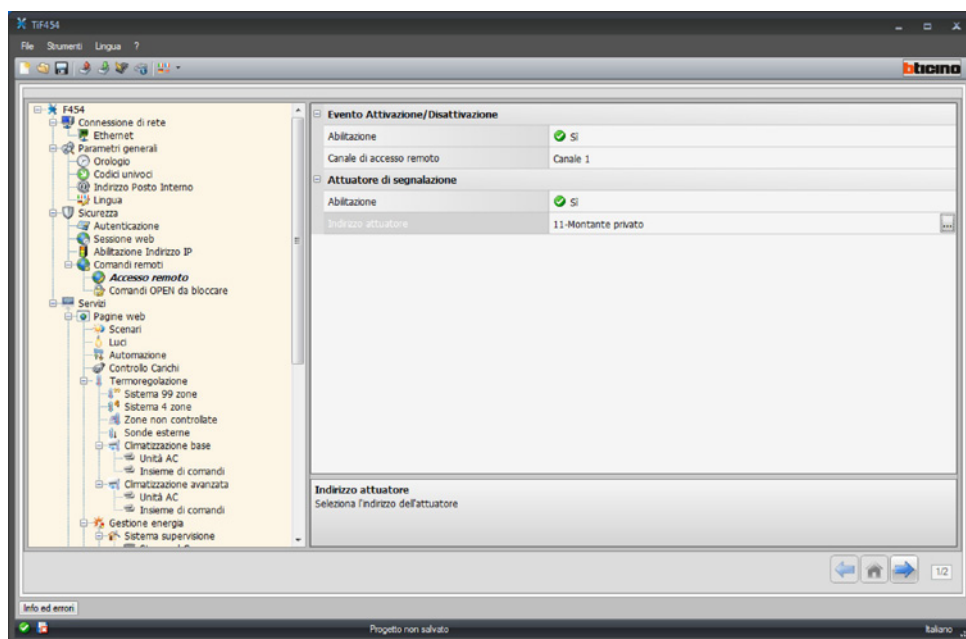 TiF454
File Strumenti Lingua ?
bticino
F454
Connessione di rete
Ethernet
Parametri generali
Orologio
Codici univoci
Indirizzo Posto Interno
Lingua
Sicurezza
Autenticazione
Sessione web
Abilitazione Indirizzo IP
Comandi remoti
Accesso remoto
Comandi OPEN da bloccare
Servizi
Pagine web
Scenari
Luci
Automazione
Controllo Carichi
Termoregolazione
Sistema 99 zone
Sistema 4 zone
Zone non controllate
Sonde esterne
Climatizzazione base
Unità AC
Insieme di comandi
Climatizzazione avanzata
Unità AC
Insieme di comandi
Gestione energia
Sistema supervisione
Evento Attivazione/Disattivazione
Abilitazione Sì
Canale di accesso remoto Canale 1
Attuatore di segnalazione
Abilitazione Sì
Indirizzo attuatore 11-Montante privato ...
Indirizzo attuatore
Seleziona l'indirizzo dell'attuatore
1/2
Info ed errori
Progetto non salvato Italiano